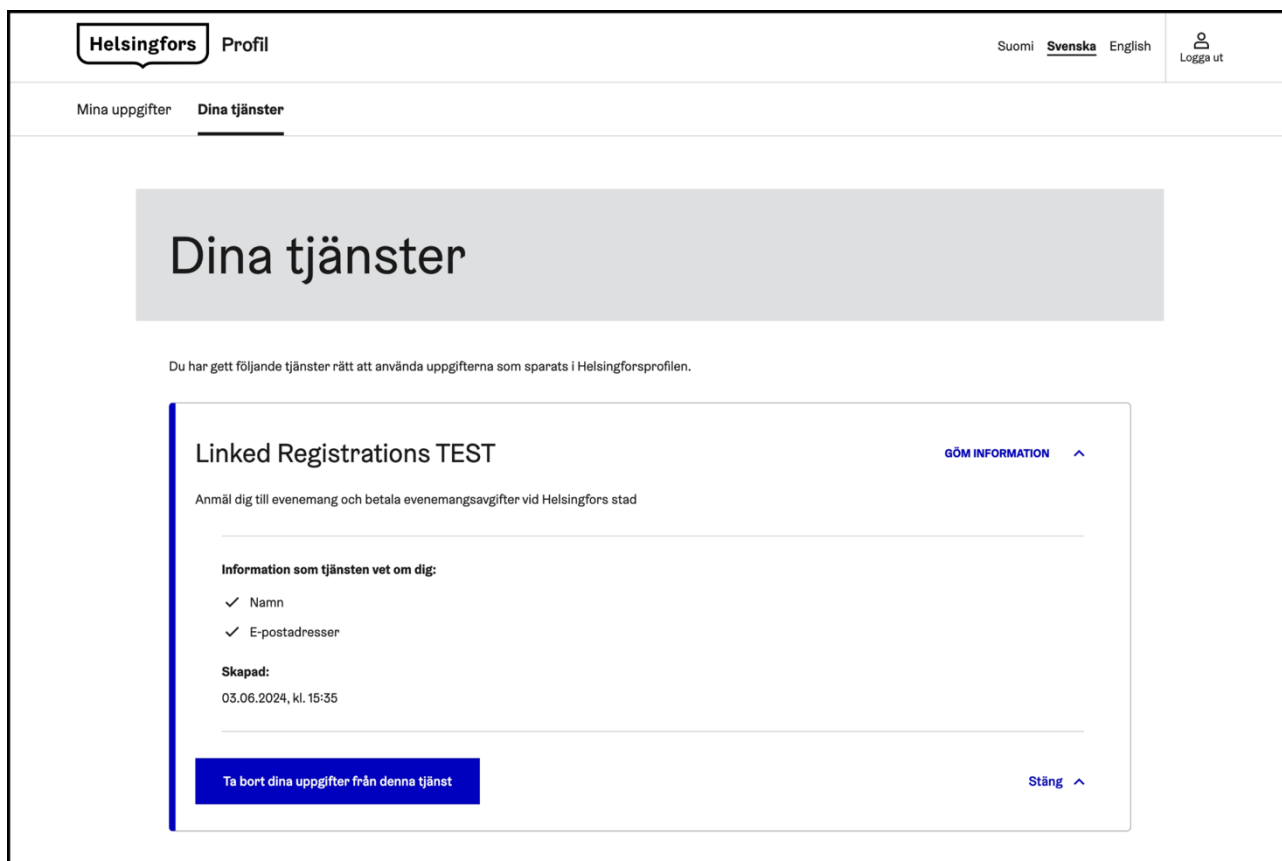 Helsingfors Profil
Suomi Svenska English
Logga ut
Mina uppgifter Dina tjänster
Dina tjänster
Du har gett följande tjänster rätt att använda uppgifterna som sparats i Helsingforsprofilen.
Linked Registrations TEST
GÖM INFORMATION
Anmäl dig till evenemang och betala evenemangsavgifter vid Helsingfors stad
Information som tjänsten vet om dig:
Namn
E-postadresser
Skapad:
03.06.2024, kl. 15:35
Ta bort dina uppgifter från denna tjänst
Stäng